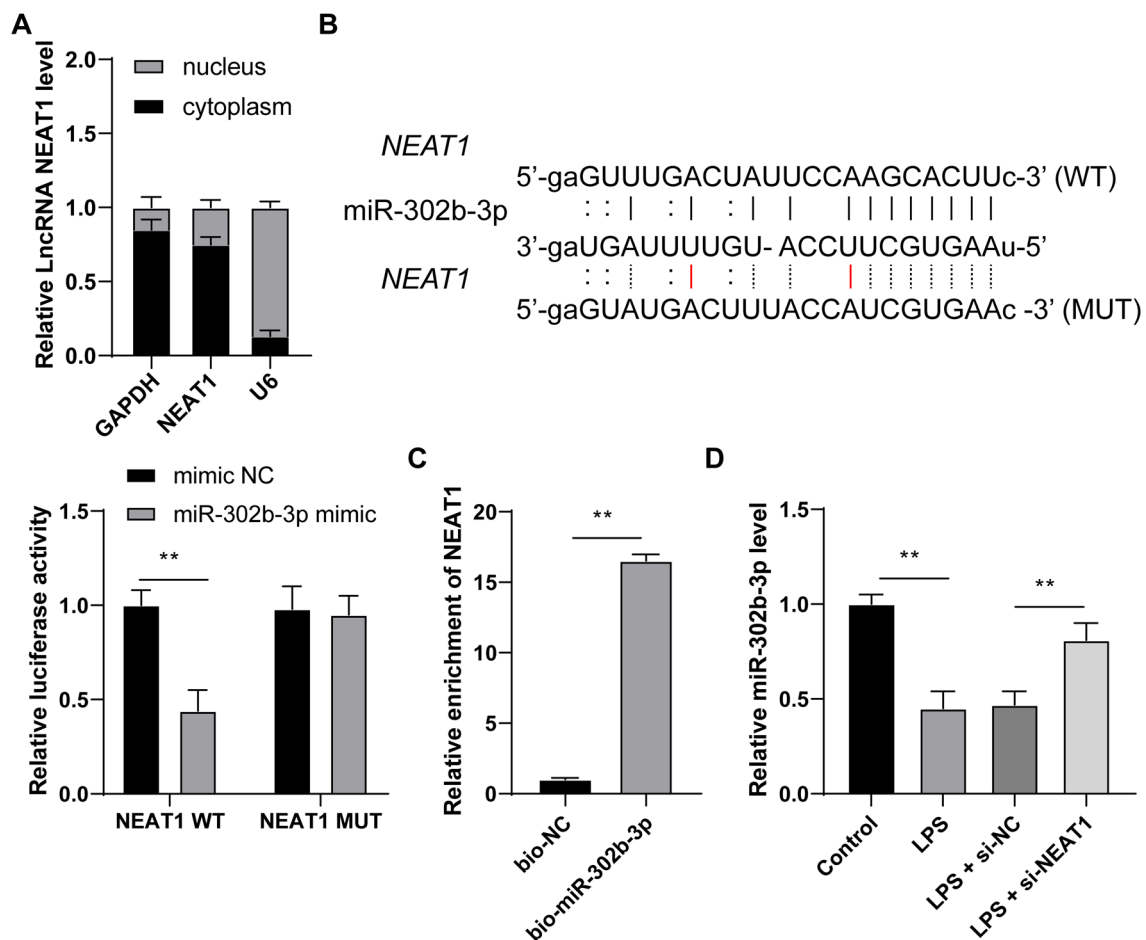 A
Relative LncRNA NEAT1 level
2.0
1.5
1.0
0.5
0.0
nucleus
cytoplasm
GAPDH
NEAT1
U6
B
NEAT1
5’-gaGUUUGACUAUUCCAAGCACUUc-3’ (WT)
miR-302b-3p
3’-gaUGAUUUUGU- ACCUUCGUGAAu-5’
NEAT1
5’-gaGUAUGACUUUACCAUCGUGAAc -3’ (MUT)
mimic NC
miR-302b-3p mimic
Relative luciferase activity
1.5
1.0
0.5
0.0
**
NEAT1 WT
NEAT1 MUT
C
Relative enrichment of NEAT1
20
15
10
5
0
**
bio-NC
bio-miR-302b-3p
D
Relative miR-302b-3p level
1.5
1.0
0.5
0.0
**
**
Control
LPS
LPS + si-NC
LPS + si-NEAT1